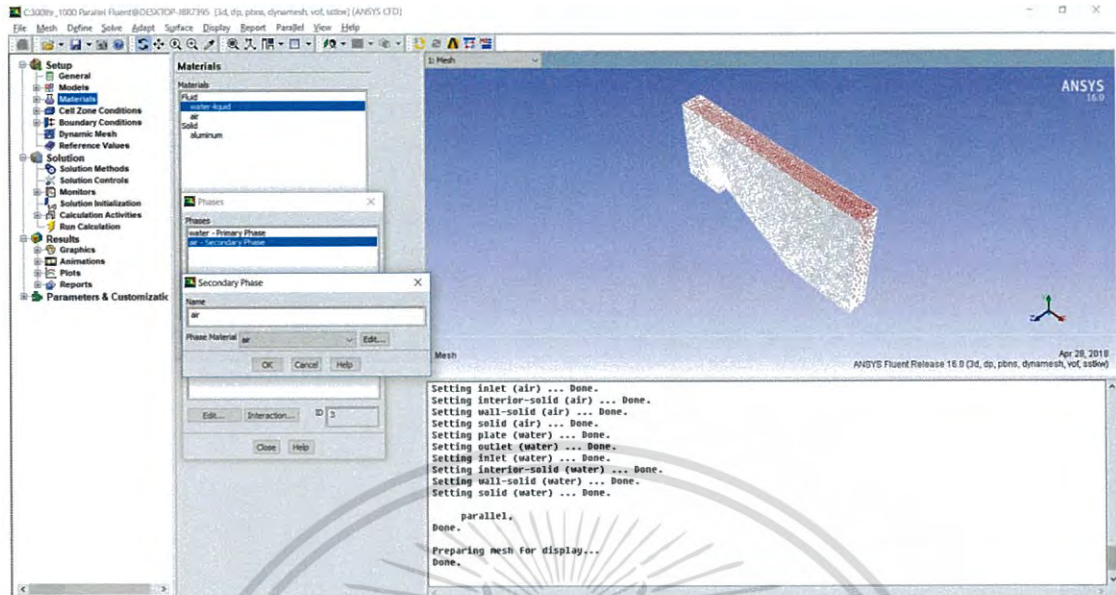 C:300lty_1000 Parallel Fluent@DESKTOP-JBR7395 [3d, dp, pbns, dynamesh, vof, sstkw] [ANSYS CFD]
File Mesh Define Solve Adapt Surface Display Report Parallel View Help
Setup
General
Models
Materials
Cell Zone Conditions
Boundary Conditions
Dynamic Mesh
Reference Values
Solution
Solution Methods
Solution Controls
Monitors
Solution Initialization
Calculation Activities
Run Calculation
Results
Graphics
Animations
Plots
Reports
Parameters & Customizatic
Materials
Materials
Fluid
water-liquid
air
Solid
aluminum
Phases
Phases
water - Primary Phase
air - Secondary Phase
Secondary Phase
Name
air
Phase Material air Edit...
OK Cancel Help
Edit... Interaction... ID 3
Close Help
1: Mesh
ANSYS
16.0
Mesh
Apr 28, 2018
ANSYS Fluent Release 16.0 (3d, dp, pbns, dynamesh, vof, sstkw)
Setting inlet (air) ... Done.
Setting interior-solid (air) ... Done.
Setting wall-solid (air) ... Done.
Setting solid (air) ... Done.
Setting plate (water) ... Done.
Setting outlet (water) ... Done.
Setting inlet (water) ... Done.
Setting interior-solid (water) ... Done.
Setting wall-solid (water) ... Done.
Setting solid (water) ... Done.
parallel,
Done.
Preparing mesh for display...
Done.